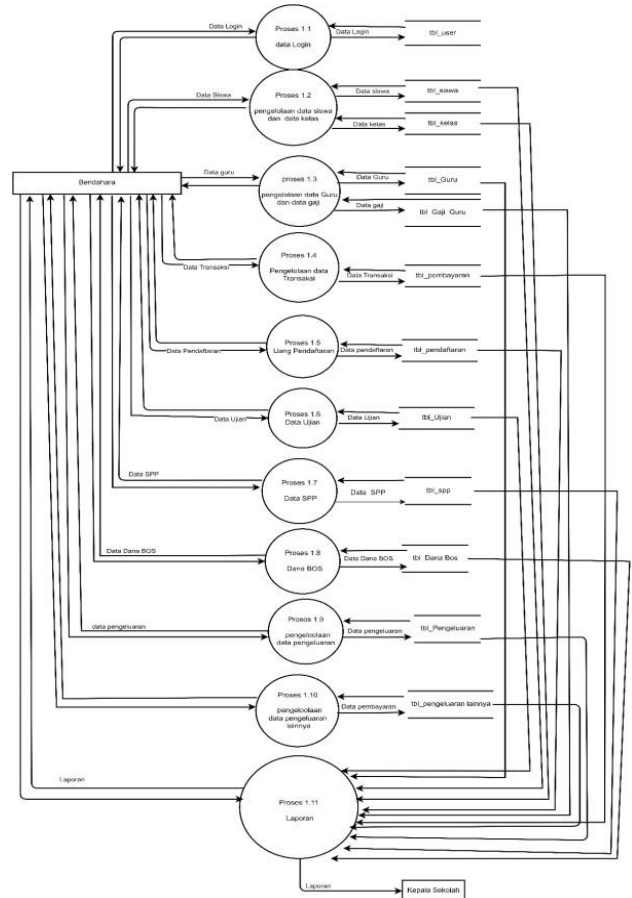 Data Login
Proses 1.1
data Login
Data Login
tbl_user
Data Siswa
Proses 1.2
pengelolaan data siswa
dan data kelas
Data siswa
tbl_siswa
Data kelas
tbl_kelas
Bendahara
Data guru
proses 1.3
pengelolaan data Guru
dan data gaji
Data Guru
tbl_Guru
Data gaji
tbl Gaji Guru
Data Transaksi
Proses 1.4
Pengelolaan data
Transaksi
Data Transaksi
tbl_pembayaran
Data Pendaftaran
Proses 1.5
Uang Pendaftaran
Data pendaftaran
tbl_pendaftaran
Data Ujian
Proses 1.6
Data Ujian
Data Ujian
tbl_Ujian
Data SPP
Proses 1.7
Data SPP
Data SPP
tbl_spp
Data Dana BOS
Proses 1.8
Dana BOS
Data Dana BOS
tbl Dana Bos
data pengeluaran
Proses 1.9
pengeloolaan
data pengeluaran
Data pengeluaran
tbl_Pengeluaran
Proses 1.10
pengeloolaan
data pengeluaran
lainnya
Data pembayaran
tbl_pengeluaran lainnya
Laporan
Proses 1.11
Laporan
Laporan
Kepala Sekolah